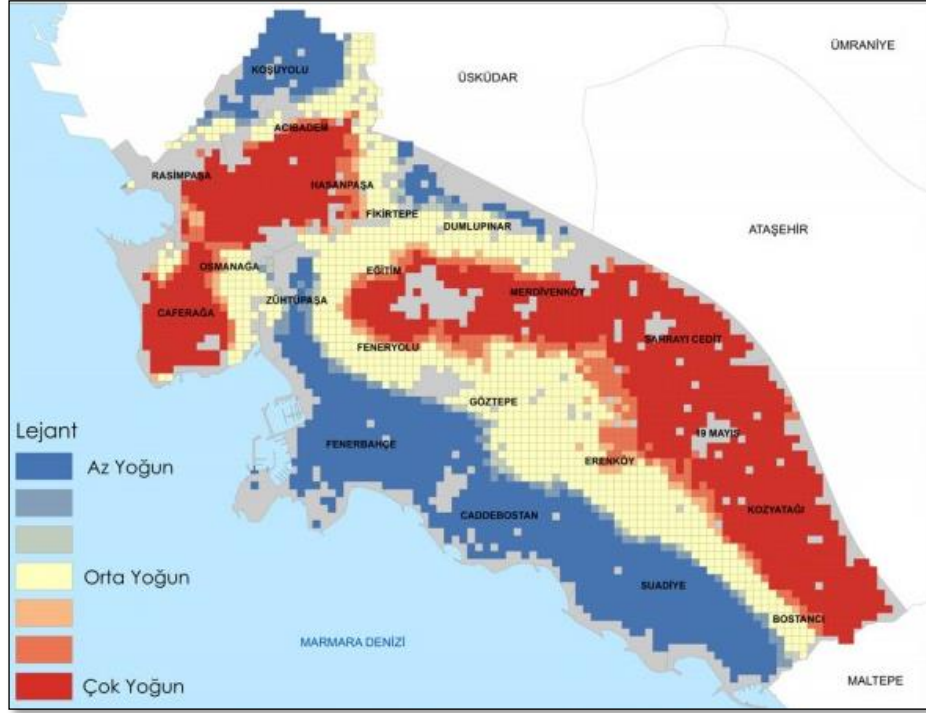 ÜMRANİYE
ÜSKÜDAR
KOŞUYOLU
ACIBADEM
RASİMPAŞA
HASANPAŞA
FİKİRTEPE
DUMLUPINAR
ATAŞEHİR
OSMANAĞA
EĞİTİM
MERDİVENKÖY
ZÜHTÜPAŞA
CAFERAĞA
SAHRAYI CEDİT
FENERYOLU
GÖZTEPE
19 MAYIS
FENERBAHÇE
ERENKÖY
CADDEBOSTAN
KOZYATAĞI
SUADİYE
BOSTANCI
MARMARA DENİZİ
MALTEPE
Lejant
Az Yoğun
Orta Yoğun
Çok Yoğun